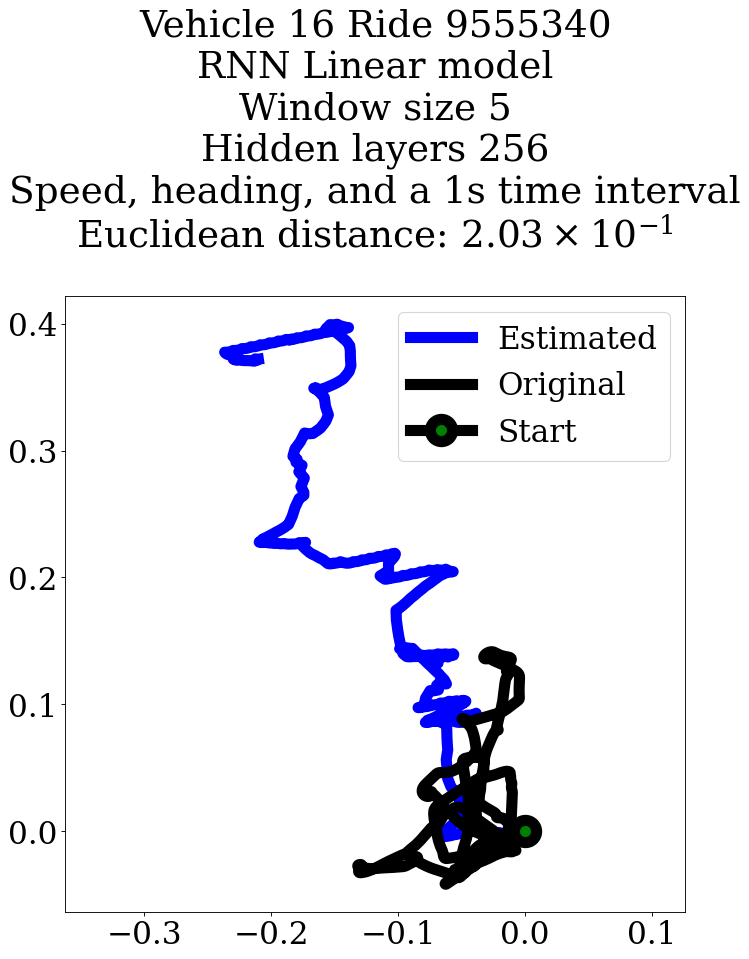 Vehicle 16 Ride 9555340
RNN Linear model
Window size 5
Hidden layers 256
Speed, heading, and a 1s time interval
Euclidean distance: 2.03 × 10⁻¹
Estimated
Original
Start
0.4
0.3
0.2
0.1
0.0
−0.3 −0.2 −0.1 0.0 0.1